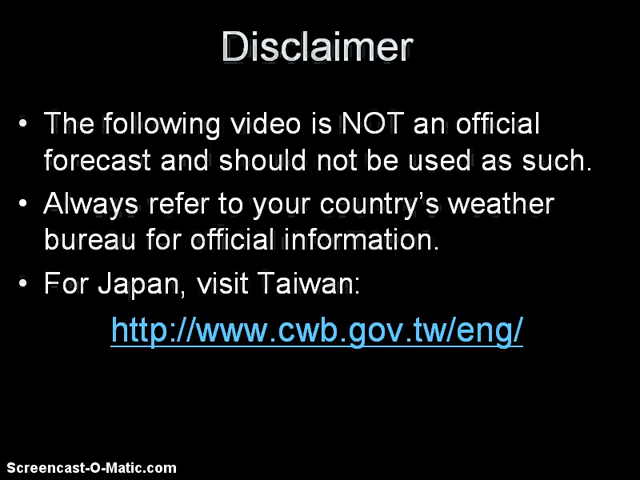 Disclaimer
• The following video is NOT an official
forecast and should not be used as such.
• Always refer to your country's weather
bureau for official information.
• For Japan, visit Taiwan:
http://www.cwb.gov.tw/eng/
Screencast-O-Matic.com